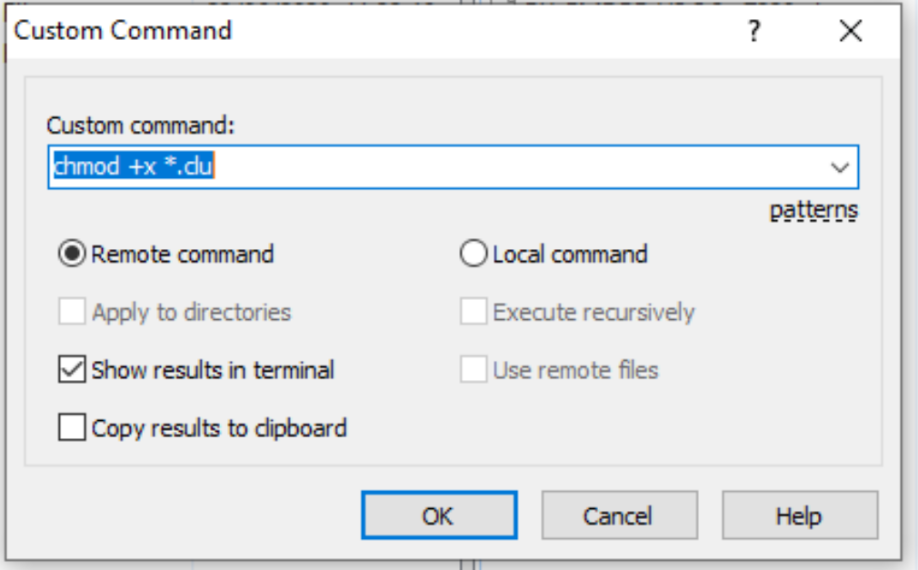 Custom Command
?
Custom command:
chmod +x *.clu
patterns
Remote command
Local command
Apply to directories
Execute recursively
Show results in terminal
Use remote files
Copy results to clipboard
OK
Cancel
Help